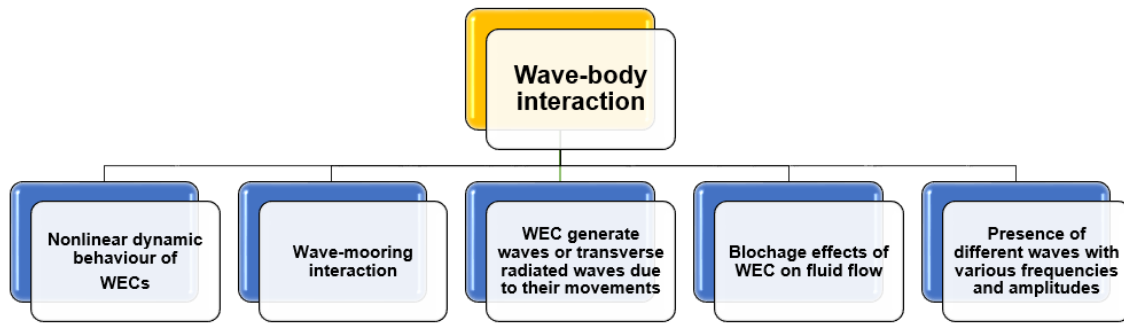 Wave-body
interaction
Nonlinear dynamic
behaviour of
WECs
Wave-mooring
interaction
WEC generate
waves or transverse
radiated waves due
to their movements
Blochage effects of
WEC on fluid flow
Presence of
different waves with
various frequencies
and amplitudes